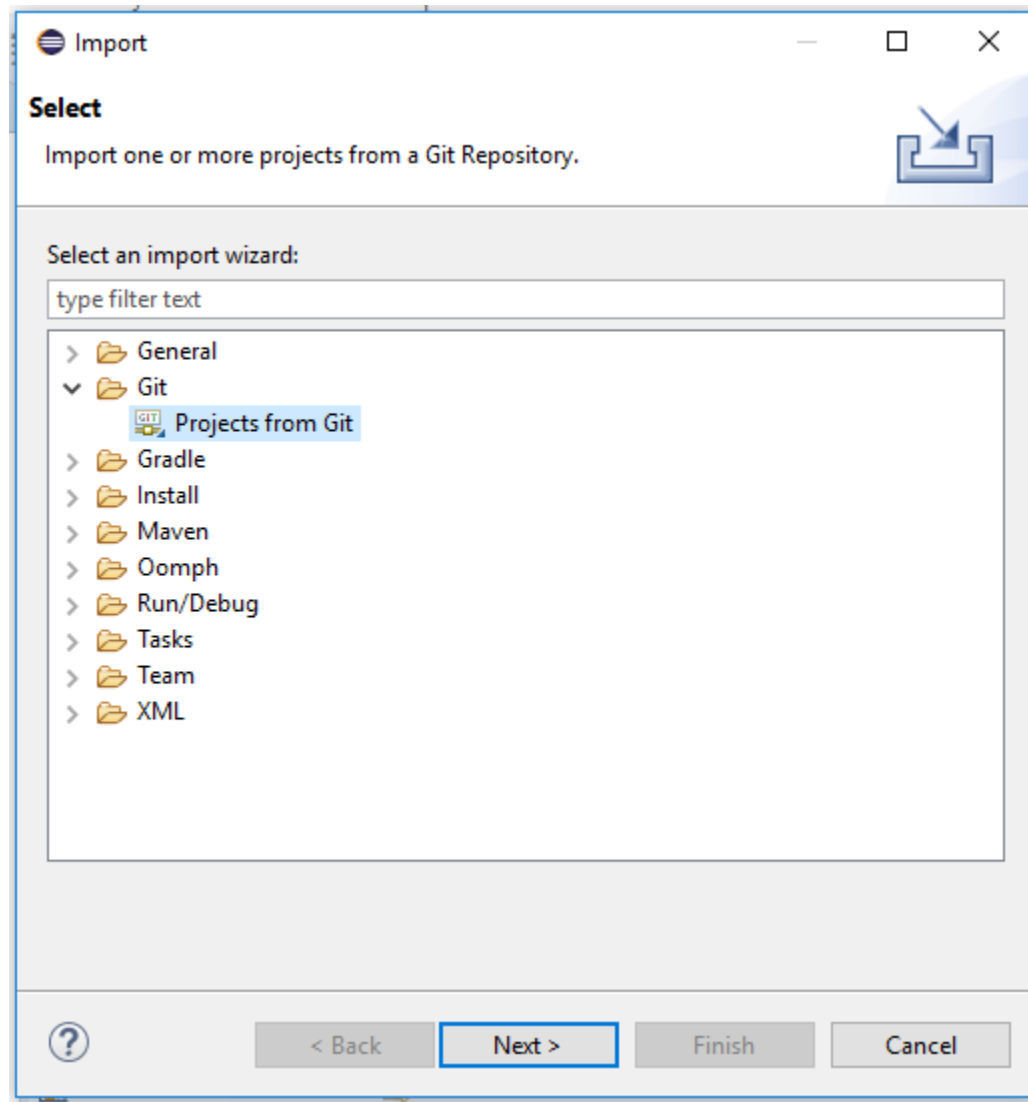 Import
Select
Import one or more projects from a Git Repository.
Select an import wizard:
type filter text
General
Git
GIT Projects from Git
Gradle
Install
Maven
Oomph
Run/Debug
Tasks
Team
XML
? < Back Next > Finish Cancel